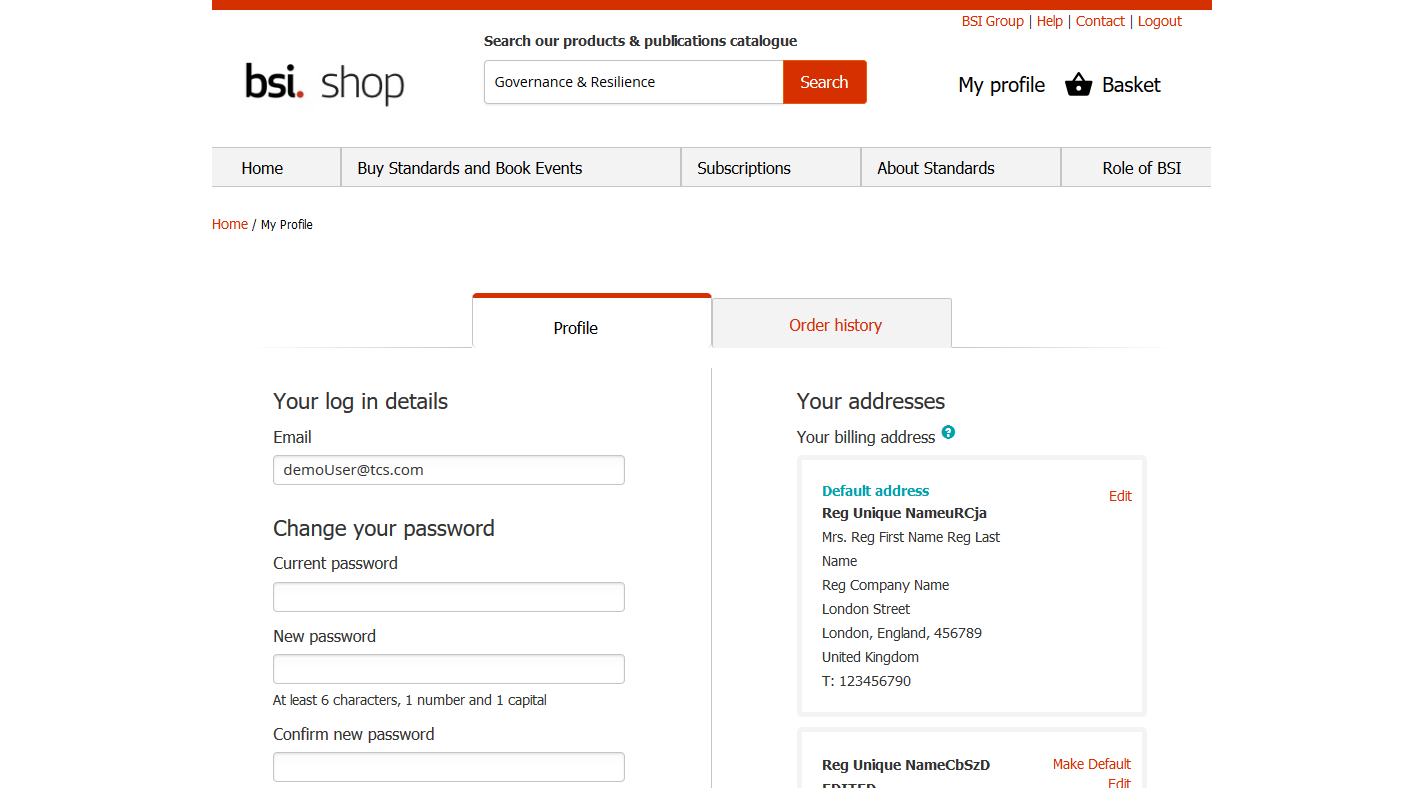 BSI Group | Help | Contact | Logout
Search our products & publications catalogue
bsi. shop
Governance & Resilience
Search
My profile
Basket
Home
Buy Standards and Book Events
Subscriptions
About Standards
Role of BSI
Home / My Profile
Profile
Order history
Your log in details
Email
demoUser@tcs.com
Change your password
Current password
New password
At least 6 characters, 1 number and 1 capital
Confirm new password
Your addresses
Your billing address ?
Default address
Edit
Reg Unique NameuRCja
Mrs. Reg First Name Reg Last
Name
Reg Company Name
London Street
London, England, 456789
United Kingdom
T: 123456790
Reg Unique NameCbSzD
Make Default
EDITED
Edit